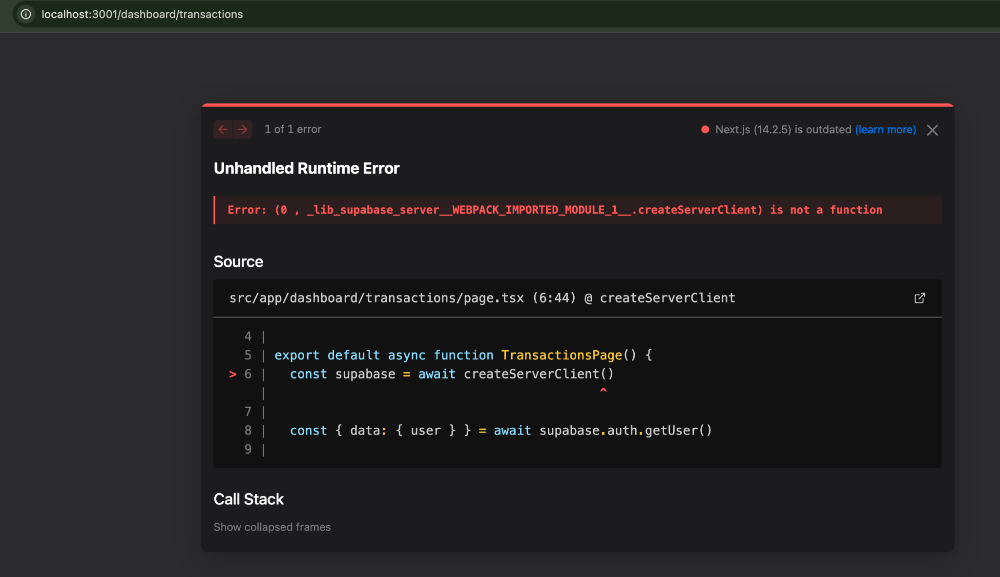 localhost:3001/dashboard/transactions
1 of 1 error
Next.js (14.2.5) is outdated (learn more)
Unhandled Runtime Error
Error: (0 , _lib_supabase_server__WEBPACK_IMPORTED_MODULE_1__.createServerClient) is not a function
Source
src/app/dashboard/transactions/page.tsx (6:44) @ createServerClient
4 |
5 | export default async function TransactionsPage() {
> 6 |   const supabase = await createServerClient()
|                                            ^
7 |
8 |   const { data: { user } } = await supabase.auth.getUser()
9 |
Call Stack
Show collapsed frames